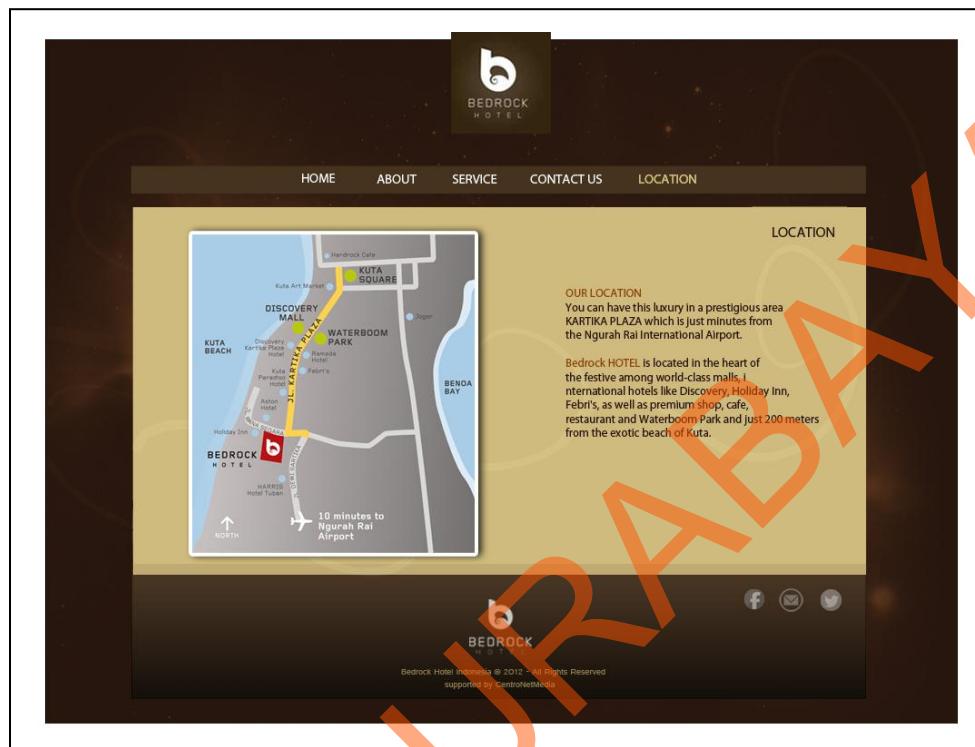 BEDROCK
HOTEL
HOME ABOUT SERVICE CONTACT US LOCATION
LOCATION
Hardrock Cafe
KUTA
SQUARE
Kuta Art Market
DISCOVERY
MALL
Joger
WATERBOOM
PARK
KUTA
BEACH
Discovery
Kartika Plaza
Hotel
JL. KARTIKA PLAZA
Ramada
Hotel
Febri's
Kuta
Paradiso
Hotel
BENOA
BAY
Aston
Hotel
Holiday Inn
BEDROCK
HOTEL
JL. DEWI SARTIKA
HARRIS
Hotel Tuban
10 minutes to
Ngurah Rai
Airport
NORTH
OUR LOCATION
You can have this luxury in a prestigious area
KARTIKA PLAZA which is just minutes from
the Ngurah Rai International Airport.
Bedrock HOTEL is located in the heart of
the festive among world-class malls, i
nternational hotels like Discovery, Holiday Inn,
Febri's, as well as premium shop, cafe,
restaurant and Waterboom Park and just 200 meters
from the exotic beach of Kuta.
BEDROCK
HOTEL
Bedrock Hotel Indonesia ® 2012 - All Rights Reserved
supported by CentroNetMedia
URABAY